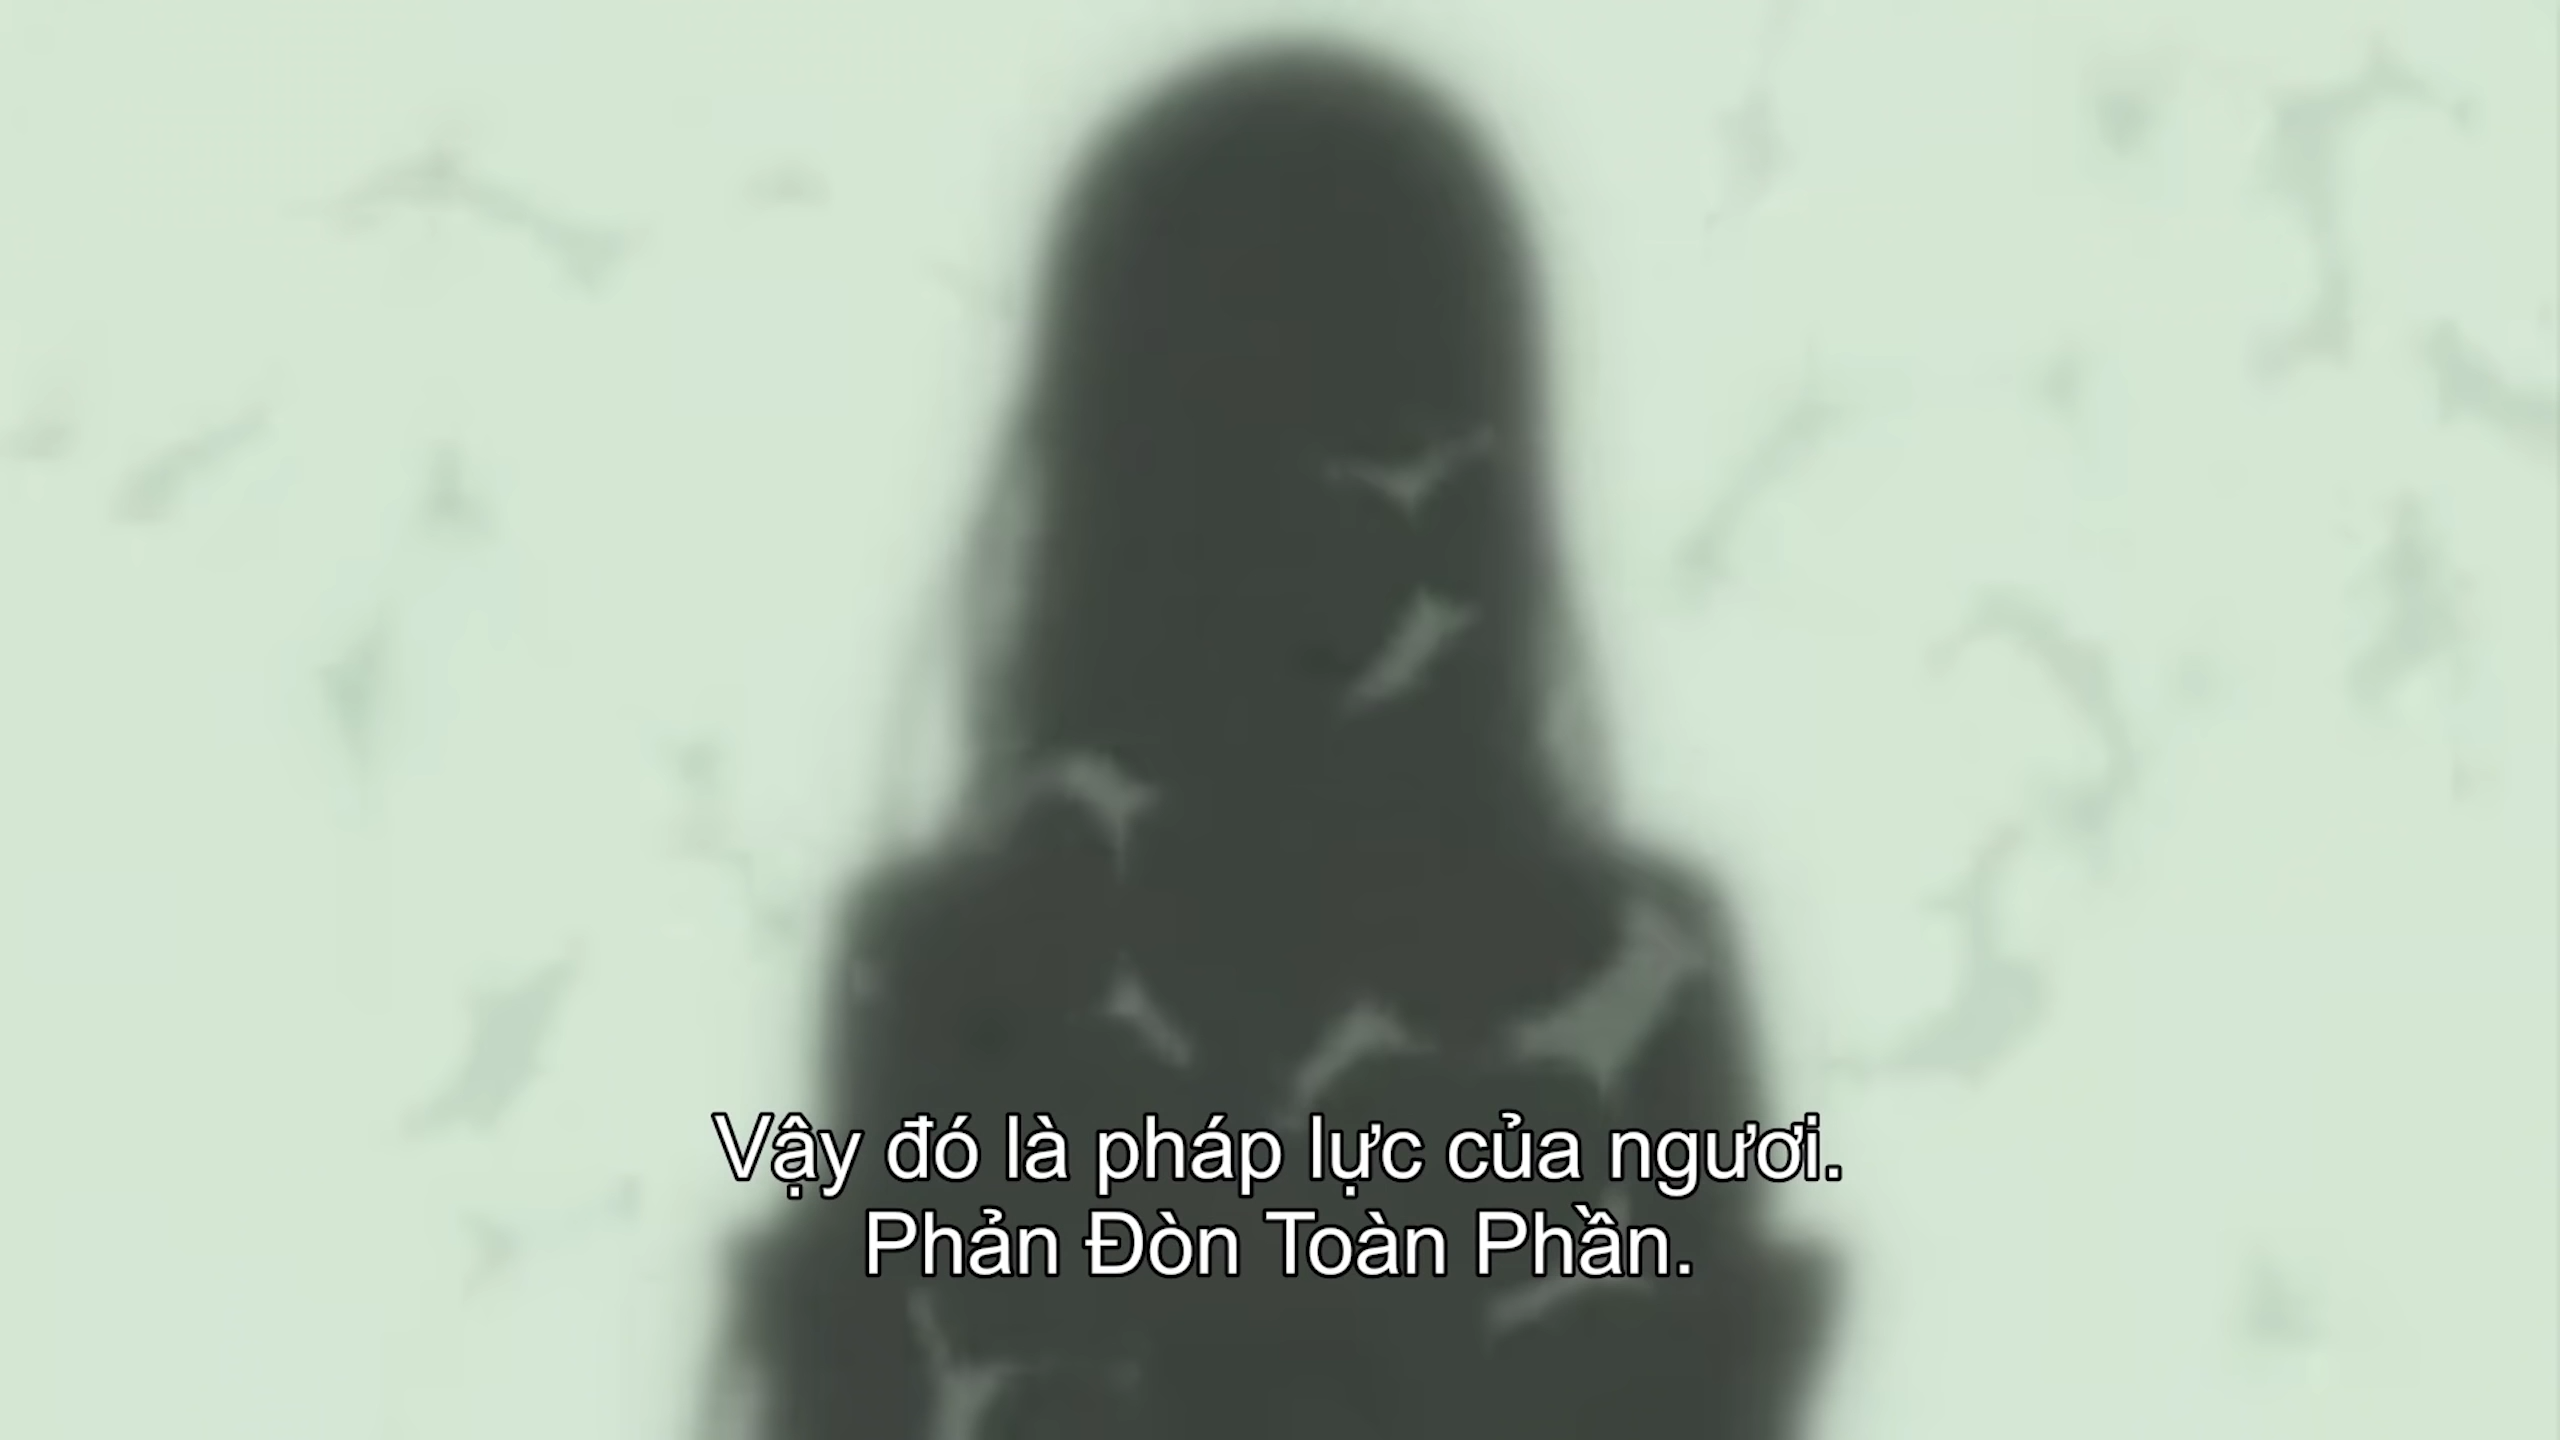 Vậy đó là pháp lực của ngươi.
Phản Đòn Toàn Phần.